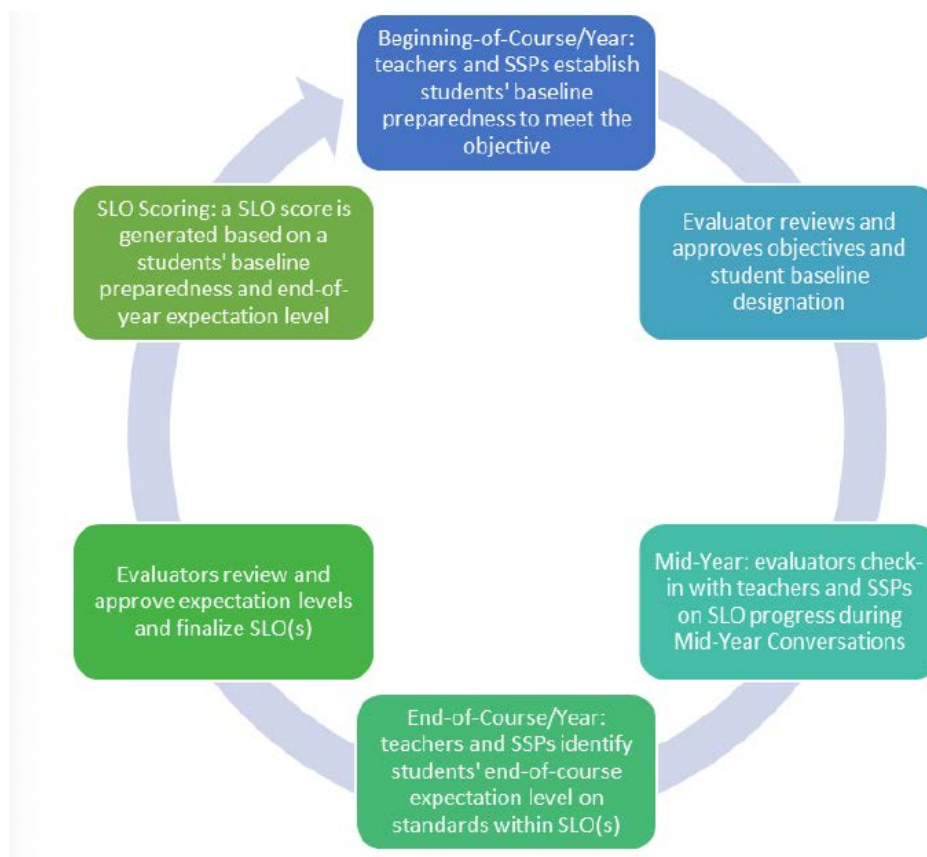 Beginning-of-Course/Year:
teachers and SSPs establish
students' baseline
preparedness to meet the
objective
Evaluator reviews and
approves objectives and
student baseline
designation
Mid-Year: evaluators check-
in with teachers and SSPs
on SLO progress during
Mid-Year Conversations
End-of-Course/Year:
teachers and SSPs identify
students' end-of-course
expectation level on
standards within SLO(s)
Evaluators review and
approve expectation levels
and finalize SLO(s)
SLO Scoring: a SLO score is
generated based on a
students' baseline
preparedness and end-of-
year expectation level